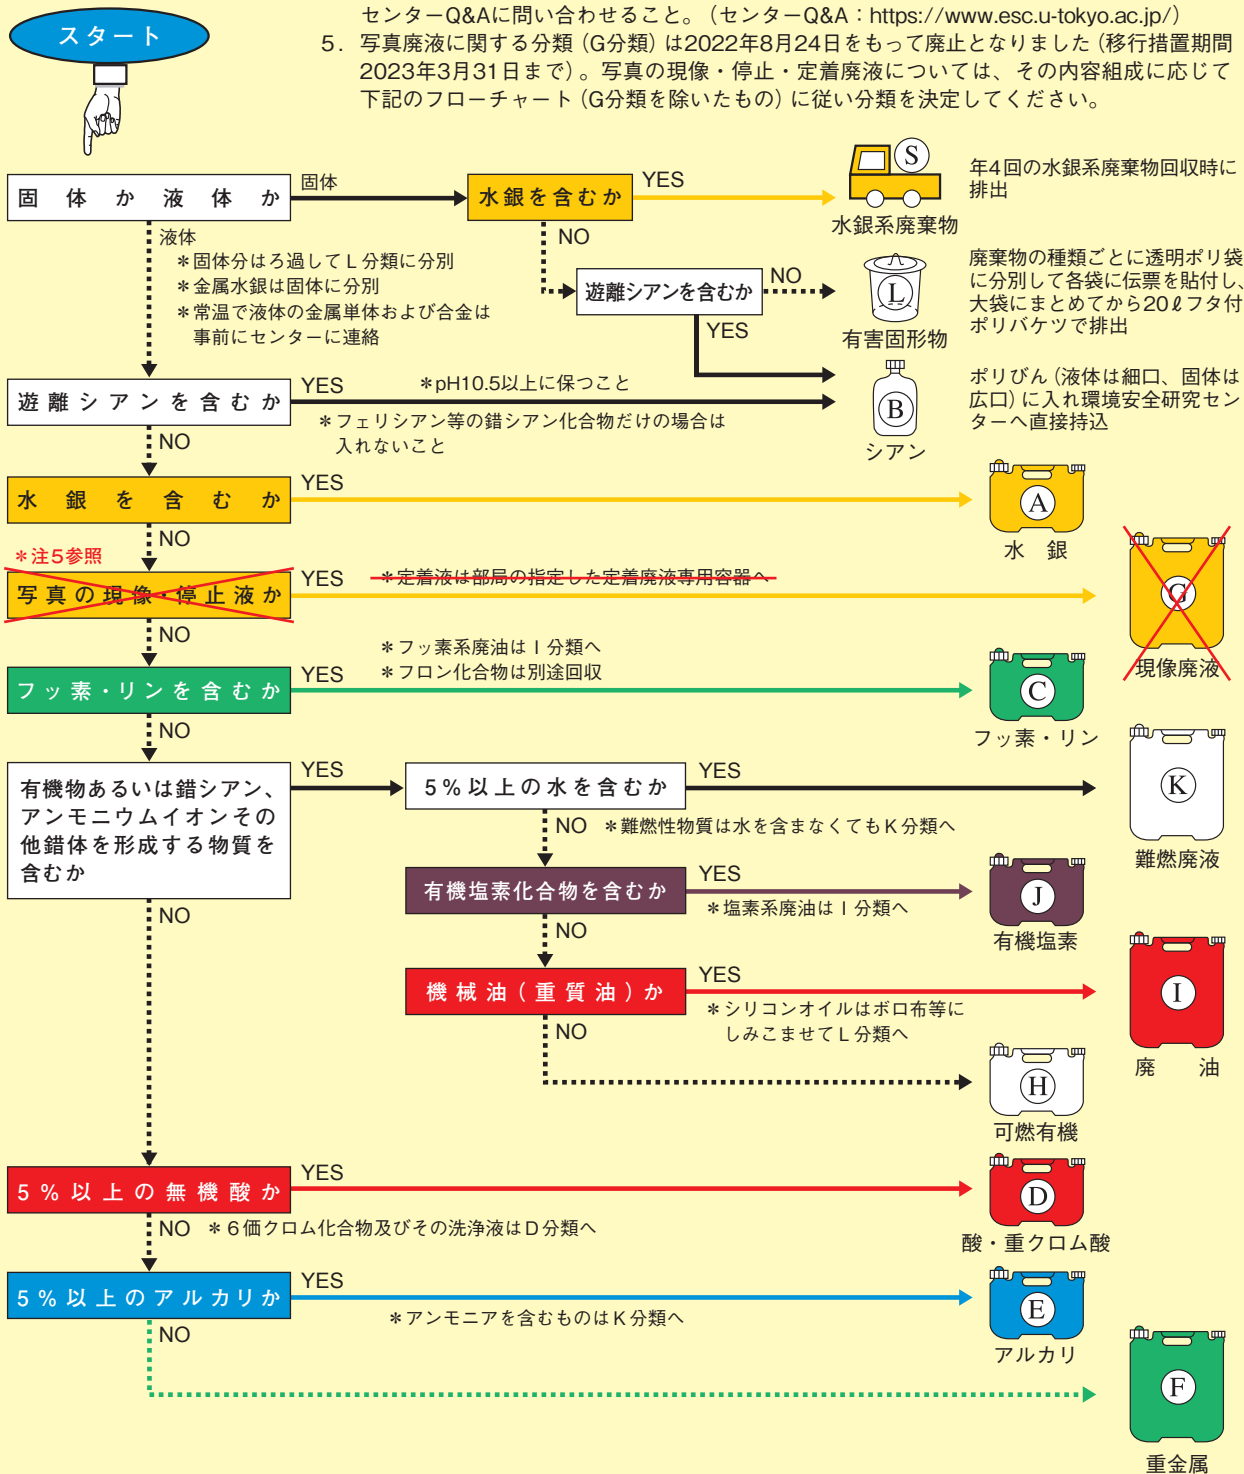 センターQ&Aに問い合わせること。（センターQ&A：https://www.esc.u-tokyo.ac.jp/）
スタート
5．写真廃液に関する分類（G分類）は2022年8月24日をもって廃止となりました（移行措置期間
2023年3月31日まで）。写真の現像・停止・定着廃液については、その内容組成に応じて
下記のフローチャート（G分類を除いたもの）に従い分類を決定してください。
固体か液体か
固体
水銀を含むか
YES
S
水銀系廃棄物
年4回の水銀系廃棄物回収時に
排出
液体
＊固体分はろ過してL分類に分別
＊金属水銀は固体に分別
＊常温で液体の金属単体および合金は
事前にセンターに連絡
NO
遊離シアンを含むか
NO
YES
L
有害固形物
廃棄物の種類ごとに透明ポリ袋
に分別して各袋に伝票を貼付し、
大袋にまとめてから20ℓフタ付
ポリバケツで排出
遊離シアンを含むか
YES
＊pH10.5以上に保つこと
＊フェリシアン等の錯シアン化合物だけの場合は
入れないこと
B
シアン
ポリびん（液体は細口、固体は
広口）に入れ環境安全研究セン
ターへ直接持込
NO
水銀を含むか
YES
A
水銀
NO
＊注5参照
写真の現像・停止液か
YES
＊定着液は部局の指定した定着廃液専用容器へ
G
現像廃液
NO
フッ素・リンを含むか
YES
＊フッ素系廃油はI分類へ
＊フロン化合物は別途回収
C
フッ素・リン
NO
有機物あるいは錯シアン、
アンモニウムイオンその
他錯体を形成する物質を
含むか
YES
5%以上の水を含むか
YES
K
難燃廃液
NO
＊難燃性物質は水を含まなくてもK分類へ
有機塩素化合物を含むか
YES
＊塩素系廃油はI分類へ
J
有機塩素
NO
NO
機械油（重質油）か
YES
＊シリコンオイルはボロ布等に
しみこませてL分類へ
I
廃油
NO
H
可燃有機
5%以上の無機酸か
YES
D
酸・重クロム酸
NO
＊6価クロム化合物及びその洗浄液はD分類へ
5%以上のアルカリか
YES
＊アンモニアを含むものはK分類へ
E
アルカリ
NO
F
重金属